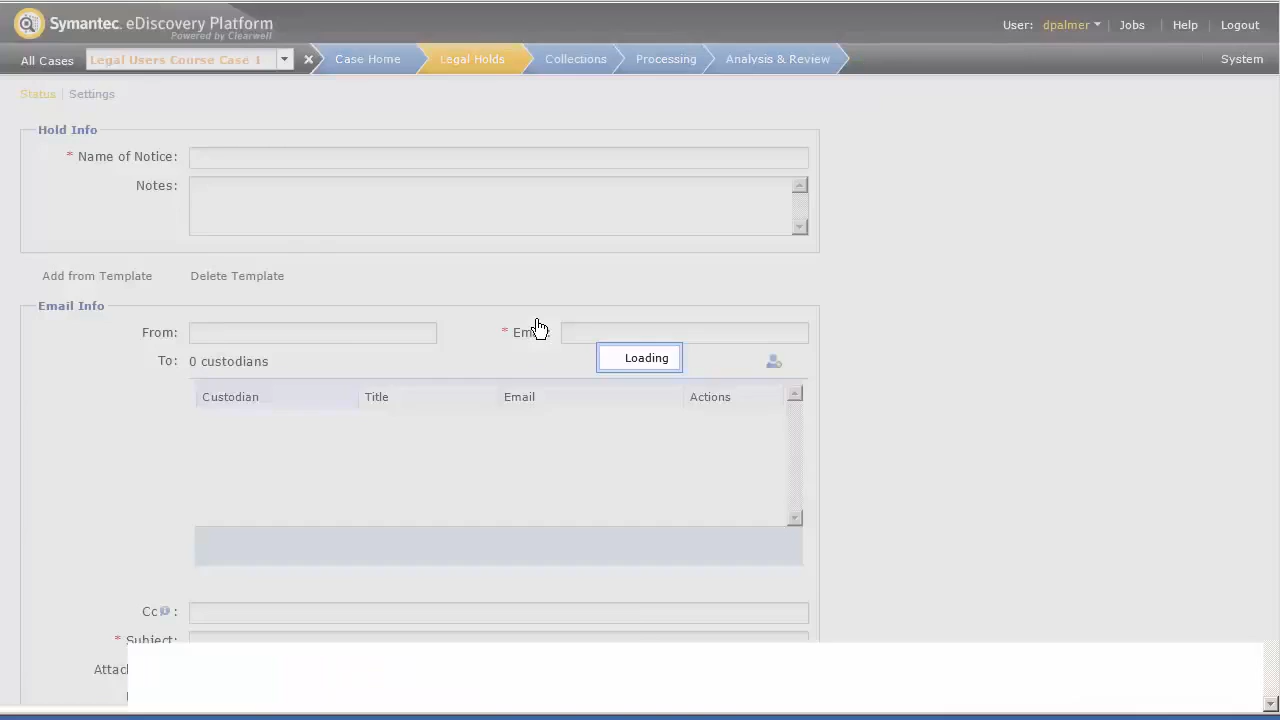 Symantec. eDiscovery Platform
Powered by Clearwell
User: dpalmer | Jobs | Help | Logout
All Cases Legal Users Course Case 1 Case Home Legal Holds Collections Processing Analysis & Review System
Status | Settings
Hold Info
* Name of Notice:
Notes:
Add from Template Delete Template
Email Info
From: * Em
To: 0 custodians
Loading
Custodian Title Email Actions
Cc :
* Subject:
Attac